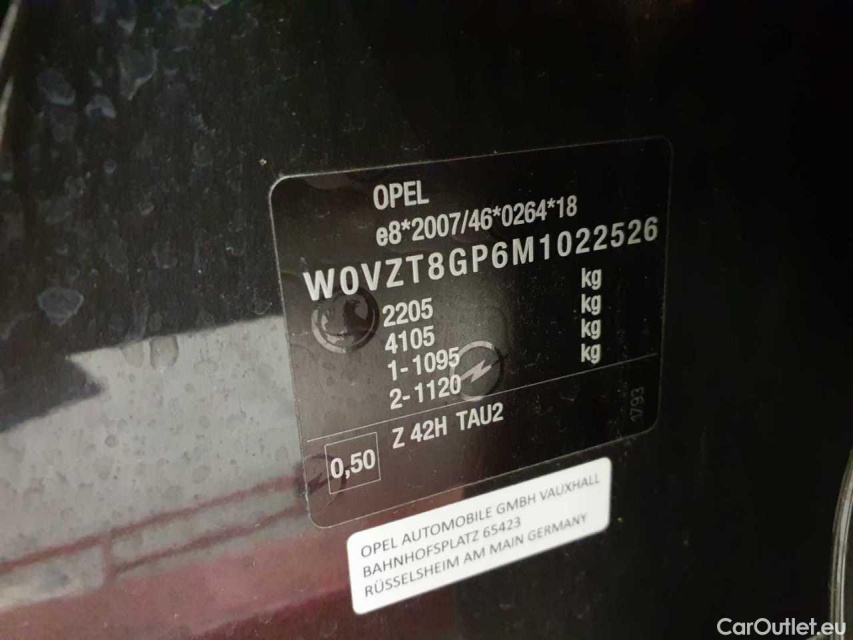 OPEL
e8*2007/46*0264*18
W0VZT8GP6M1022526
2205 kg
4105 kg
1-1095 kg
2-1120 kg
Z 42H TAU2
0,50
1793
OPEL AUTOMOBILE GMBH VAUXHALL
BAHNHOFSPLATZ 65423
RÜSSELSHEIM AM MAIN GERMANY
CarOutlet.eu